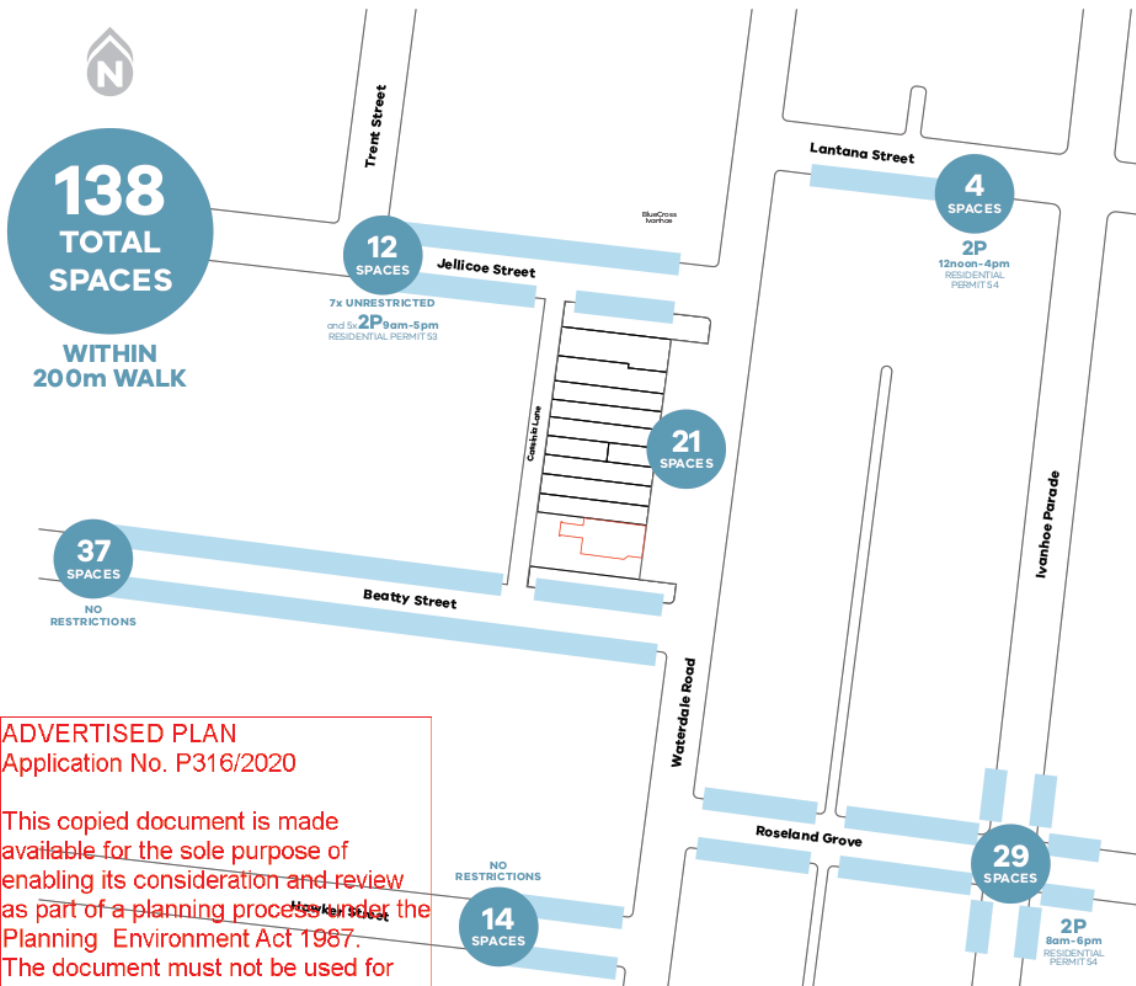 N
138
TOTAL
SPACES
WITHIN
200m WALK
Trent Street
Lantana Street
4
SPACES
2P
12noon-4pm
RESIDENTIAL
PERMIT S4
BlueCross
Ivanhoe
12
SPACES
Jellicoe Street
7x UNRESTRICTED
and 5x 2P 9am-5pm
RESIDENTIAL PERMIT S3
21
SPACES
Ivanhoe Parade
37
SPACES
NO
RESTRICTIONS
Beatty Street
Waterdale Road
Roseland Grove
29
SPACES
2P
8am-6pm
RESIDENTIAL
PERMIT S4
NO
RESTRICTIONS
14
SPACES
Hawker Street
ADVERTISED PLAN
Application No. P316/2020
This copied document is made
available for the sole purpose of
enabling its consideration and review
as part of a planning process under the
Planning Environment Act 1987.
The document must not be used for